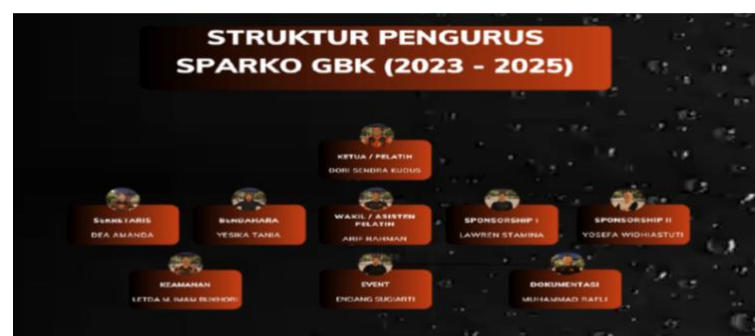 STRUKTUR PENGURUS
SPARKO GBK (2023 - 2025)
KETUA / PELATIH
DORI SENDRA KUDUS
SEKRETARIS
DEA AMANDA
BENDAHARA
YESIKA TANIA
WAKIL / ASISTEN
PELATIH
ARIF RAHMAN
SPONSORSHIP I
LAWREN STAMINA
SPONSORSHIP II
YOSEFA WIDHIASTUTI
KEAMANAN
LETDA M. IMAM BUKHORI
EVENT
ENDANG SUGIARTI
DOKUMENTASI
MUHAMMAD RAFLI